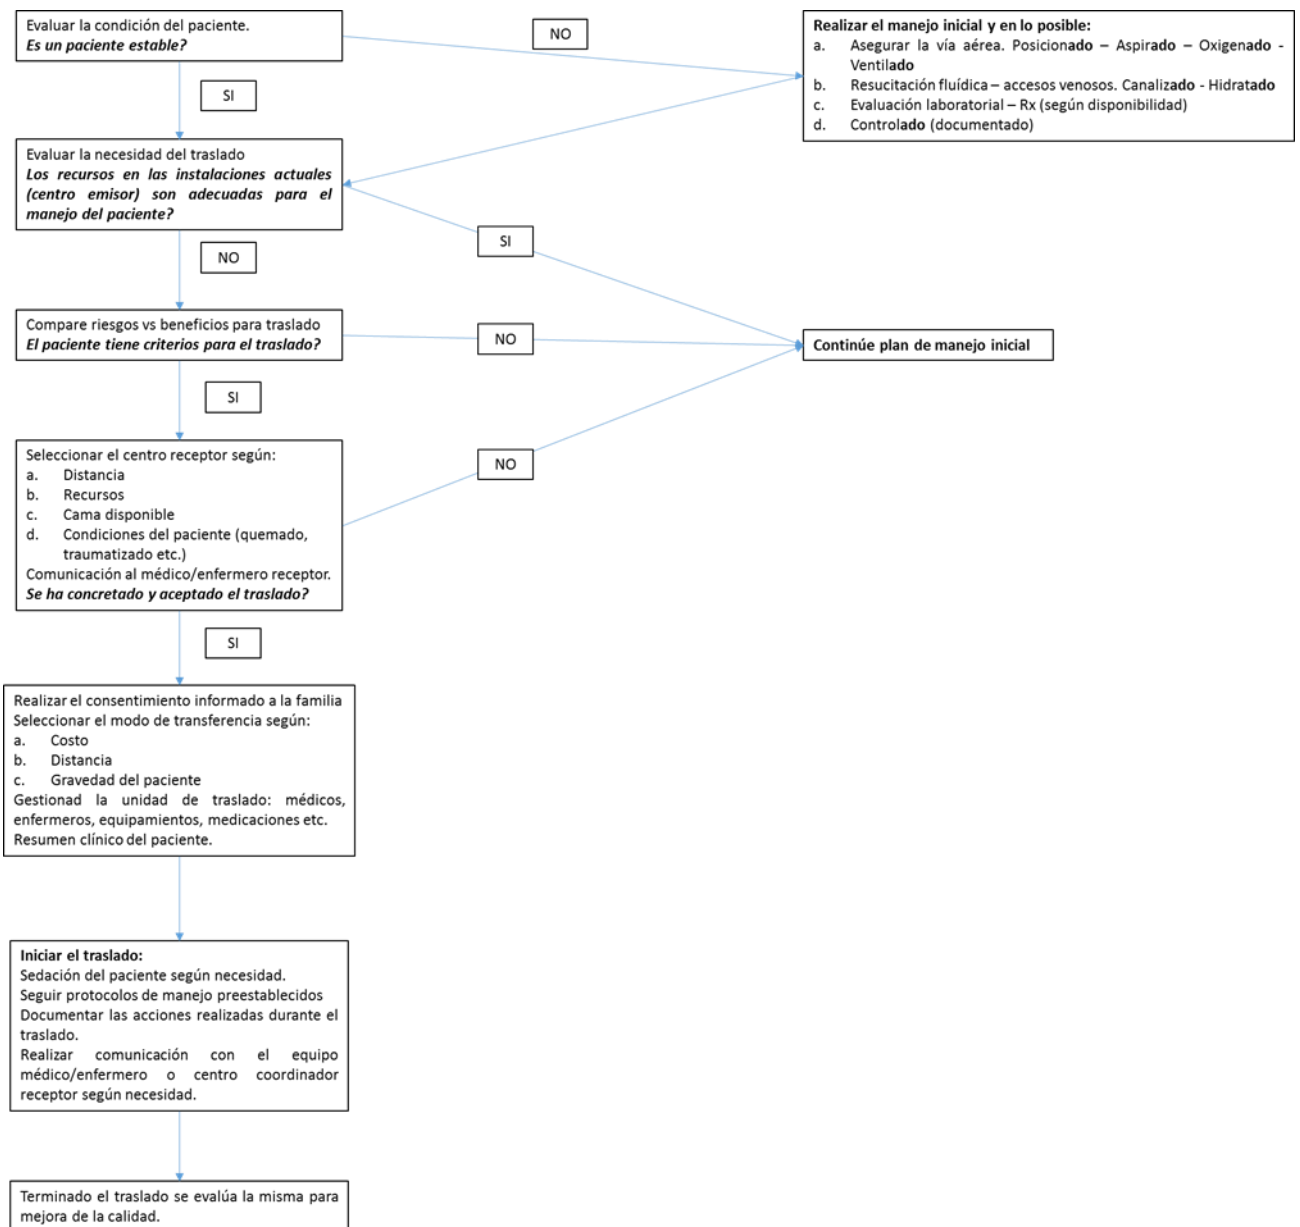 Evaluar la condición del paciente.
Es un paciente estable?
NO
Realizar el manejo inicial y en lo posible:
a. Asegurar la vía aérea. Posicionado – Aspirado – Oxigenado -
Ventilado
b. Resucitación fluídica – accesos venosos. Canalizado - Hidratado
c. Evaluación laboratorial – Rx (según disponibilidad)
d. Controlado (documentado)
SI
Evaluar la necesidad del traslado
Los recursos en las instalaciones actuales
(centro emisor) son adecuadas para el
manejo del paciente?
SI
NO
Compare riesgos vs beneficios para traslado
El paciente tiene criterios para el traslado?
NO
Continúe plan de manejo inicial
SI
Seleccionar el centro receptor según:
a. Distancia
b. Recursos
c. Cama disponible
d. Condiciones del paciente (quemado,
traumatizado etc.)
Comunicación al médico/enfermero receptor.
Se ha concretado y aceptado el traslado?
NO
SI
Realizar el consentimiento informado a la familia
Seleccionar el modo de transferencia según:
a. Costo
b. Distancia
c. Gravedad del paciente
Gestionad la unidad de traslado: médicos,
enfermeros, equipamientos, medicaciones etc.
Resumen clínico del paciente.
Iniciar el traslado:
Sedación del paciente según necesidad.
Seguir protocolos de manejo preestablecidos
Documentar las acciones realizadas durante el
traslado.
Realizar comunicación con el equipo
médico/enfermero o centro coordinador
receptor según necesidad.
Terminado el traslado se evalúa la misma para
mejora de la calidad.